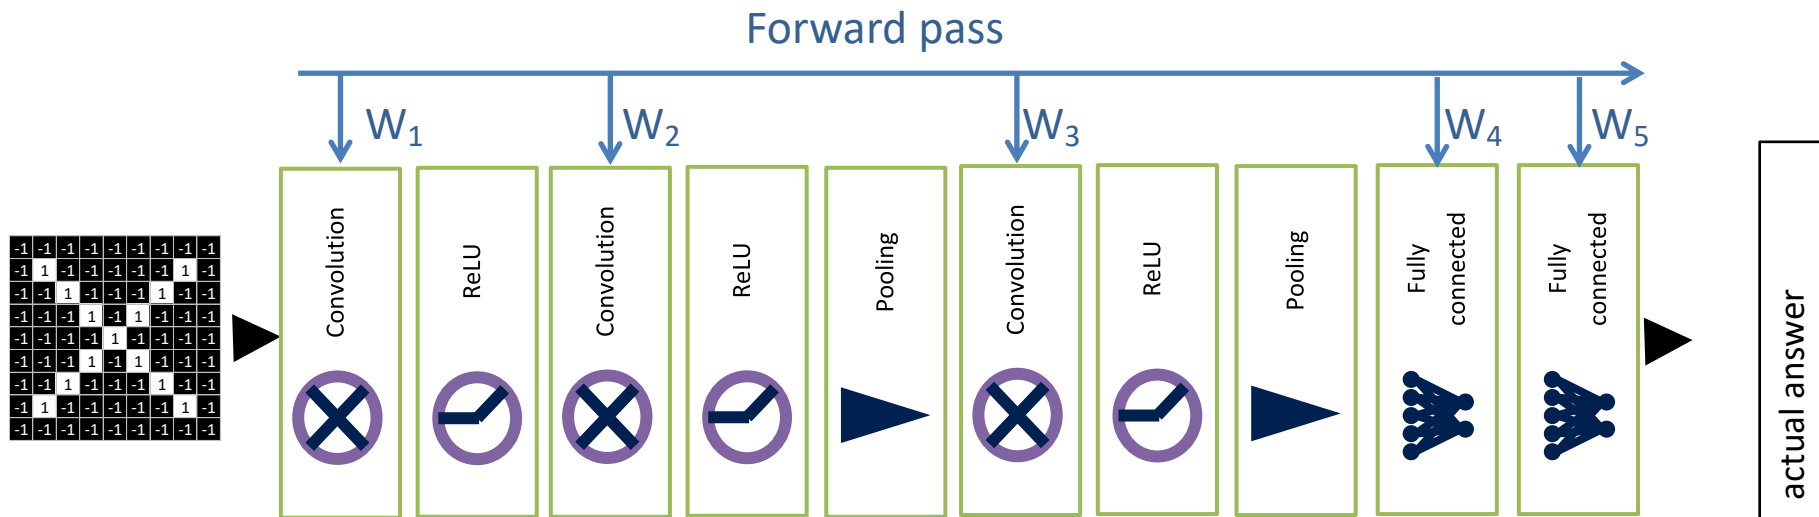 Forward pass
W1
W2
W3
W4
W5
-1 -1 -1 -1 -1 -1 -1 -1 -1
-1 1 -1 -1 -1 -1 -1 1 -1
-1 -1 1 -1 -1 -1 1 -1 -1
-1 -1 -1 1 -1 1 -1 -1 -1
-1 -1 -1 -1 1 -1 -1 -1 -1
-1 -1 -1 1 -1 1 -1 -1 -1
-1 -1 1 -1 -1 -1 1 -1 -1
-1 1 -1 -1 -1 -1 -1 1 -1
-1 -1 -1 -1 -1 -1 -1 -1 -1
Convolution
ReLU
Convolution
ReLU
Pooling
Convolution
ReLU
Pooling
Fully
connected
Fully
connected
actual answer